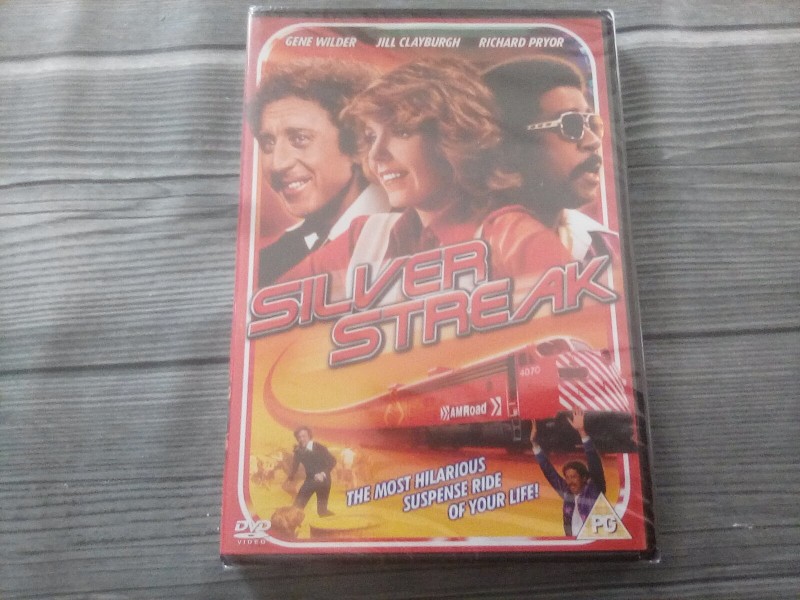 GENE WILDER JILL CLAYBURGH RICHARD PRYOR
SILVER
STREAK
4070
AMRoad
THE MOST HILARIOUS
SUSPENSE RIDE
OF YOUR LIFE!
DVD
VIDEO
PG